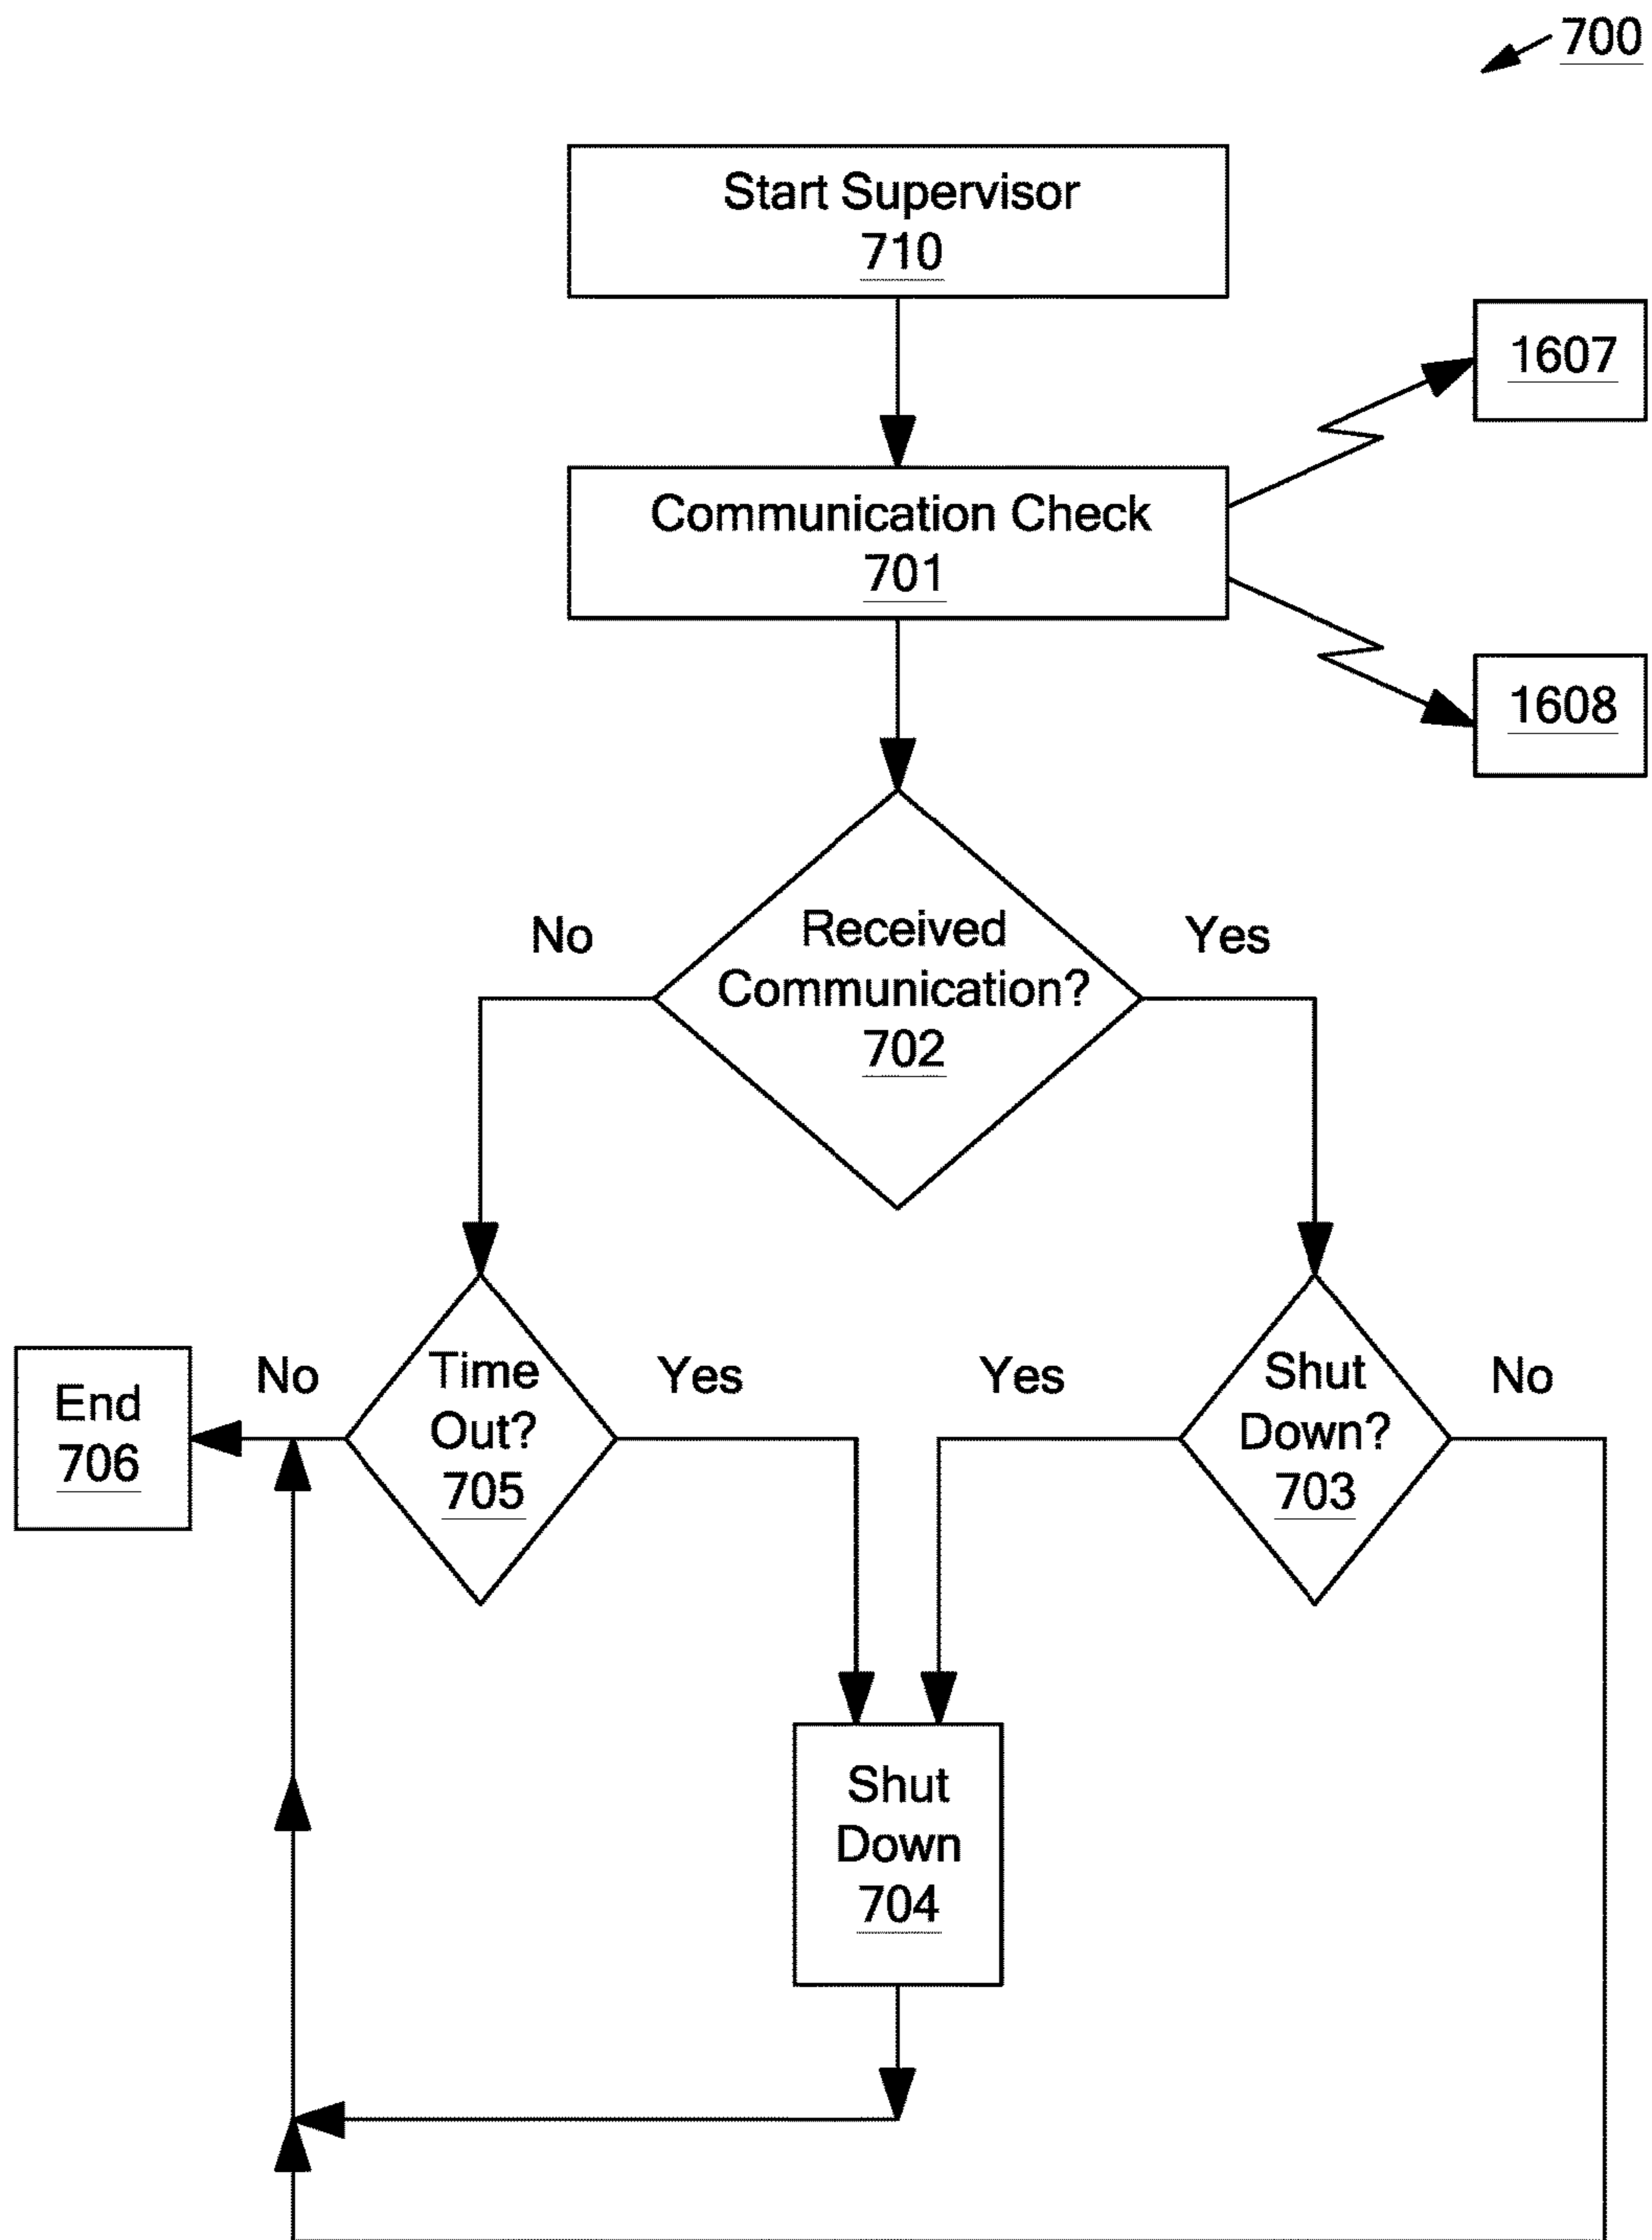 700
Start Supervisor
710
1607
Communication Check
701
1608
No
Received
Yes
Communication?
702
End
706
No
Time
Out?
705
Yes
Yes
Shut
Down?
703
No
Shut
Down
704